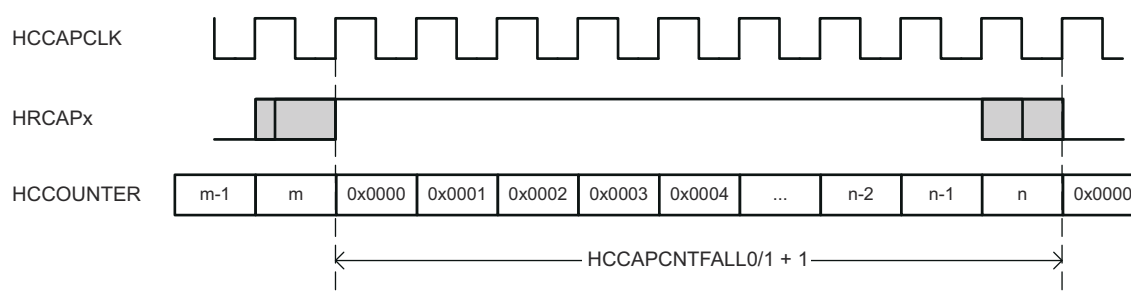 HCCAPCLK
HRCAPx
HCCOUNTER m-1 m 0x0000 0x0001 0x0002 0x0003 0x0004 ... n-2 n-1 n 0x0000
HCCAPCNTFALL0/1 + 1